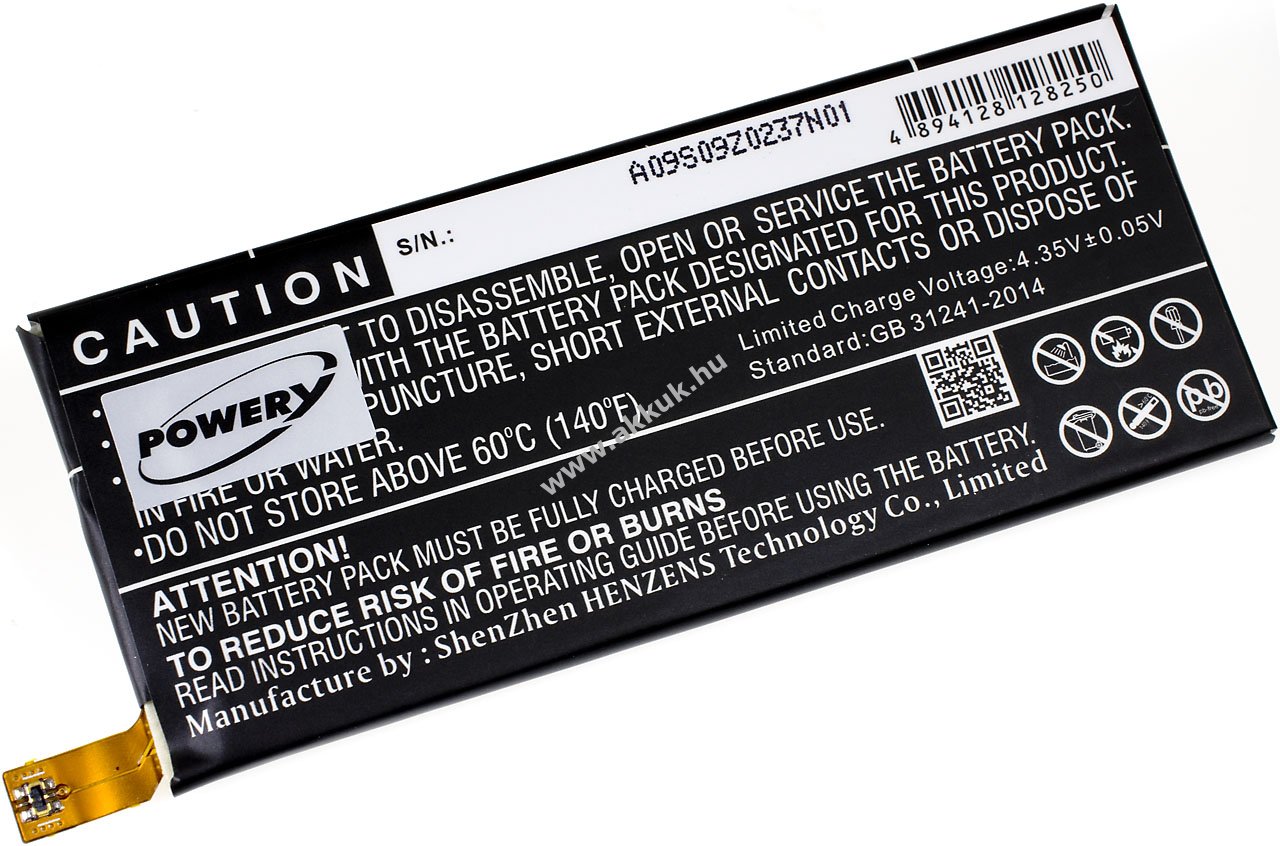 A09S09Z0237N01
4 894128 128250
S/N.:
CAUTION
T TO DISASSEMBLE, OPEN OR SERVICE THE BATTERY PACK.
WITH THE BATTERY PACK DESIGNATED FOR THIS PRODUCT.
PUNCTURE, SHORT EXTERNAL CONTACTS OR DISPOSE OF
IN FIRE OR WATER.
•DO NOT STORE ABOVE 60°C (140°F)
Limited Charge Voltage:4.35V±0.05V
Standard:GB 31241-2014
POWERY
www.akkuk.hu
pb-free
ATTENTION!
NEW BATTERY PACK MUST BE FULLY CHARGED BEFORE USE.
TO REDUCE RISK OF FIRE OR BURNS
READ INSTRUCTIONS IN OPERATING GUIDE BEFORE USING THE BATTERY.
Manufacture by : ShenZhen HENZENS Technology Co., Limited